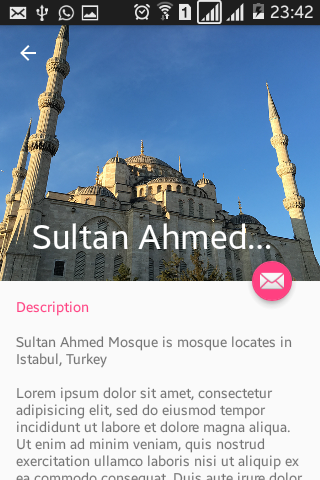 1
23:42
Sultan Ahmed...
Description
Sultan Ahmed Mosque is mosque locates in
Istabul, Turkey
Lorem ipsum dolor sit amet, consectetur
adipisicing elit, sed do eiusmod tempor
incididunt ut labore et dolore magna aliqua.
Ut enim ad minim veniam, quis nostrud
exercitation ullamco laboris nisi ut aliquip ex
ea commodo consequat. Duis aute irure dolor